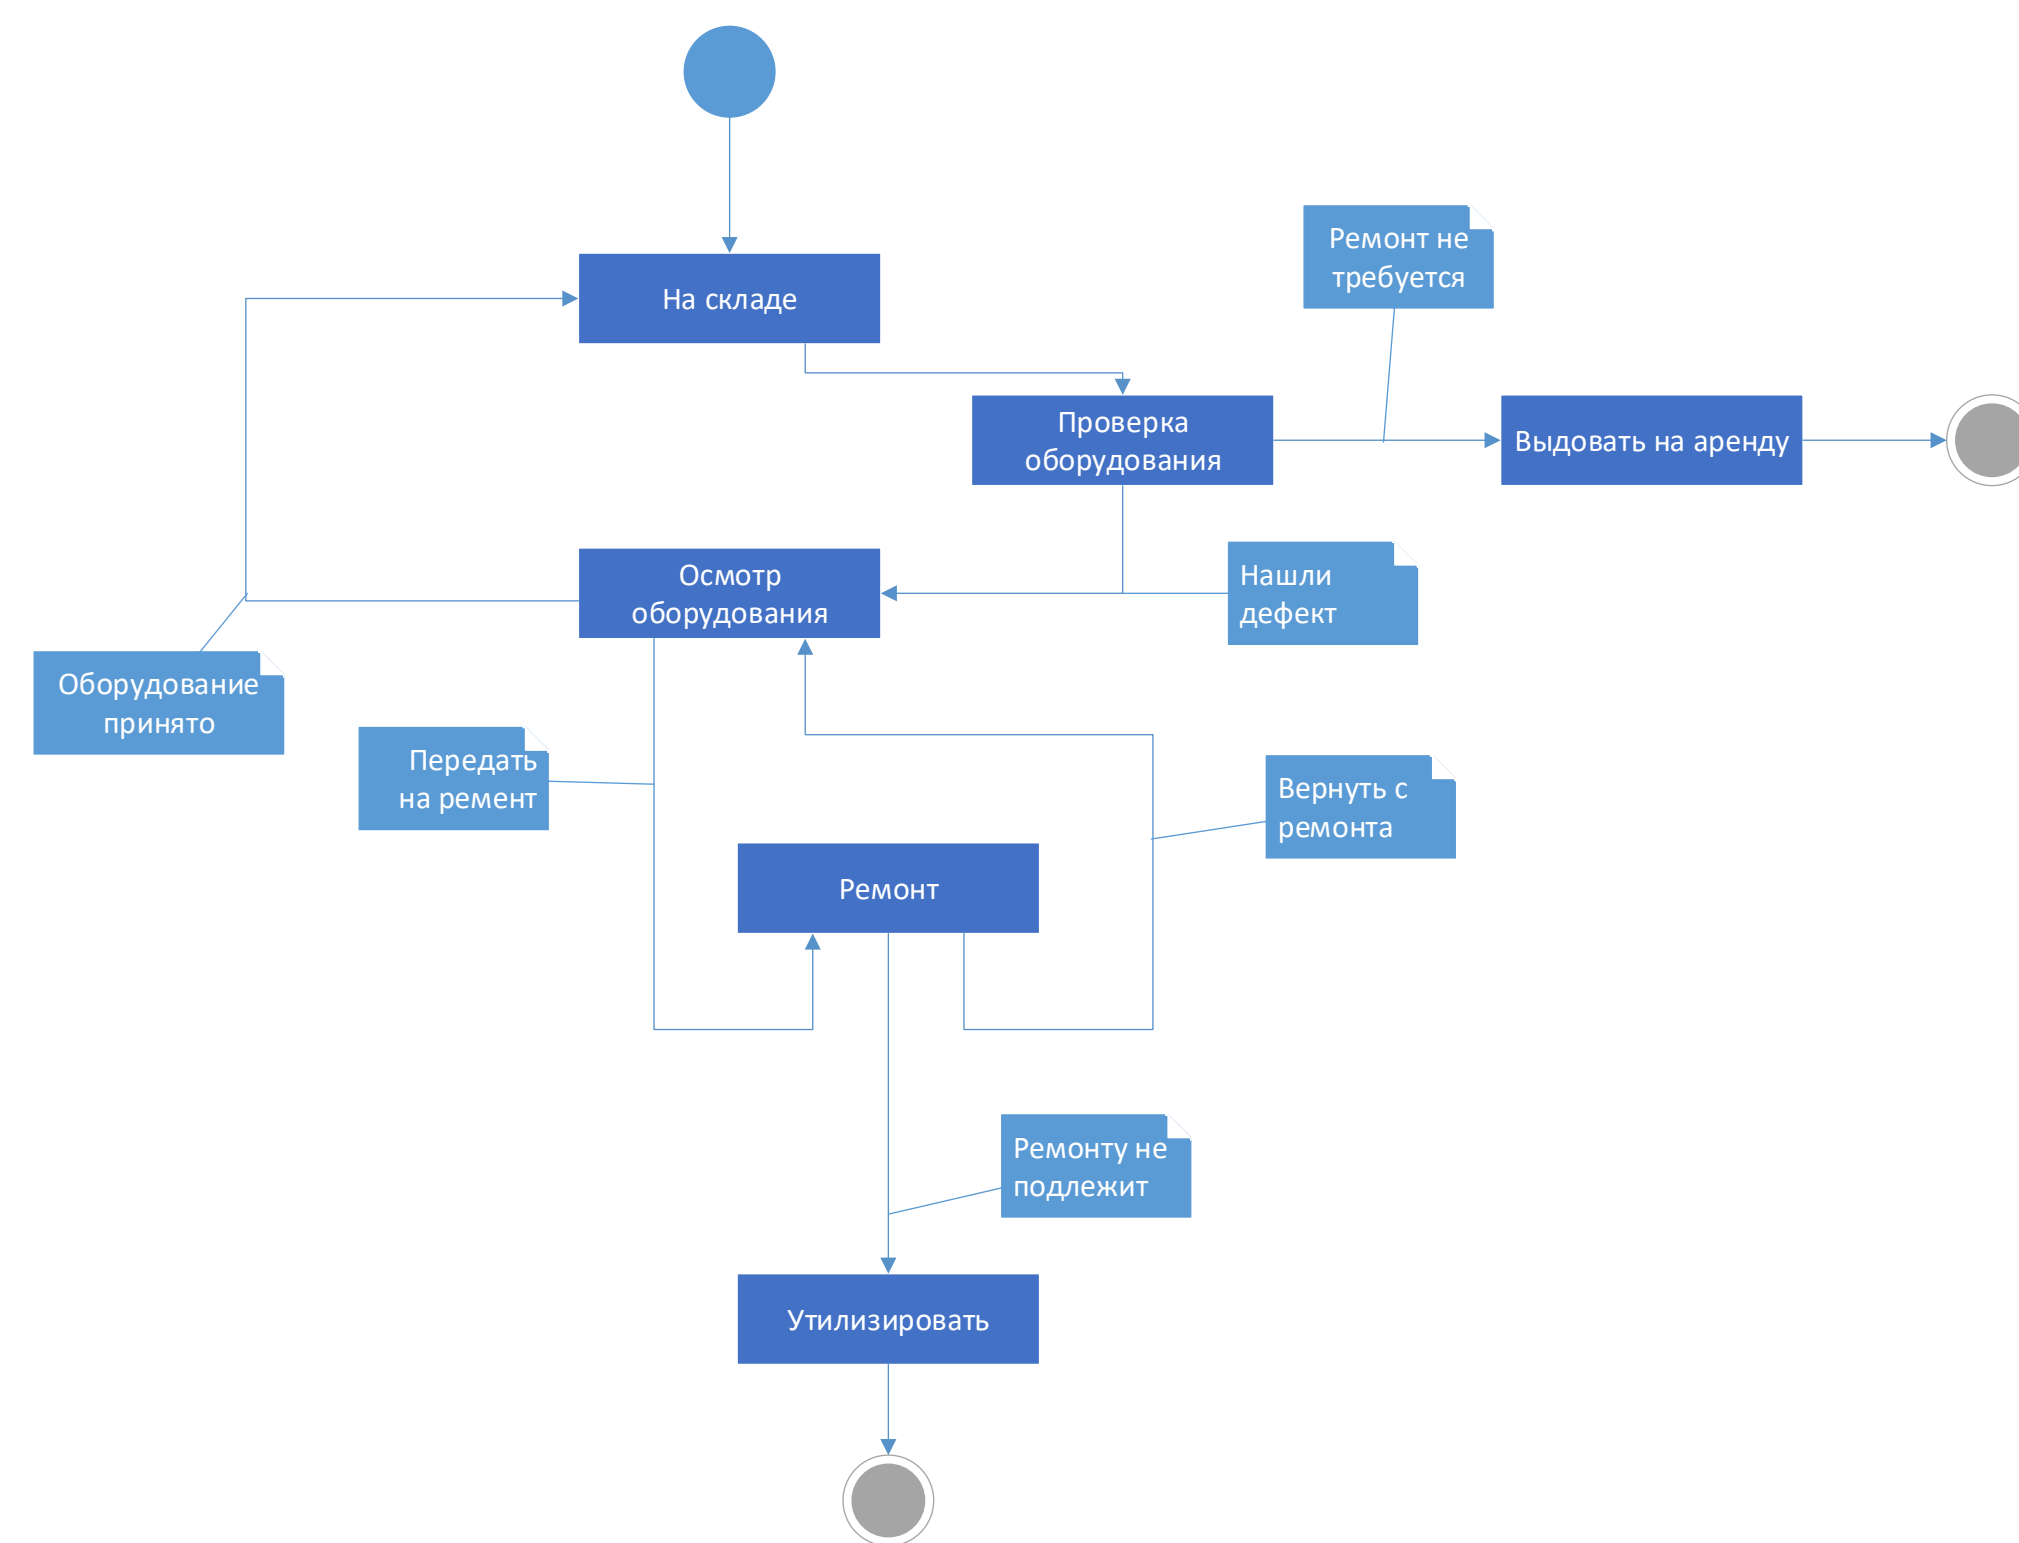 На складе
Ремонт не
требуется
Проверка
оборудования
Выдовать на аренду
Осмотр
оборудования
Нашли
дефект
Оборудование
принято
Передать
на ремент
Вернуть с
ремонта
Ремонт
Ремонту не
подлежит
Утилизировать